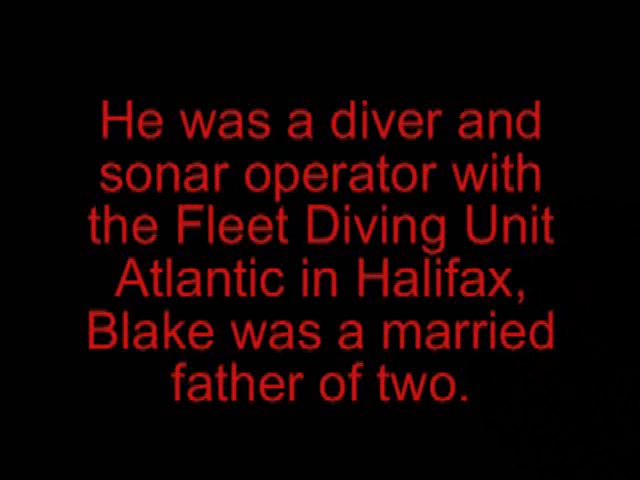 He was a diver and
sonar operator with
the Fleet Diving Unit
Atlantic in Halifax,
Blake was a married
father of two.